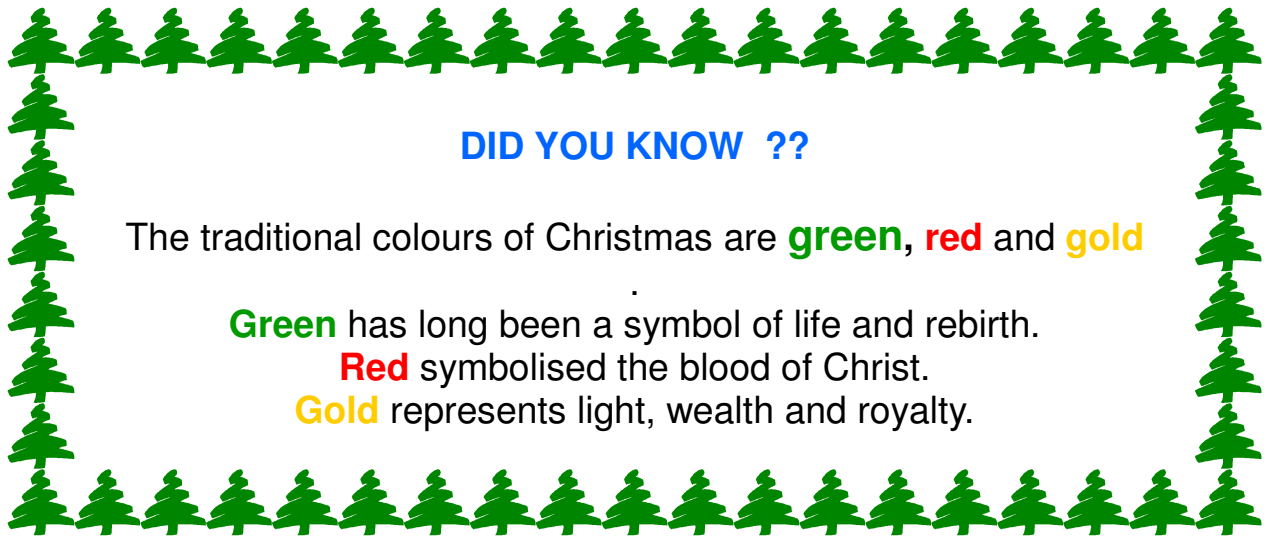 DID YOU KNOW  ??
The traditional colours of Christmas are green, red and gold
.
Green has long been a symbol of life and rebirth.
Red symbolised the blood of Christ.
Gold represents light, wealth and royalty.